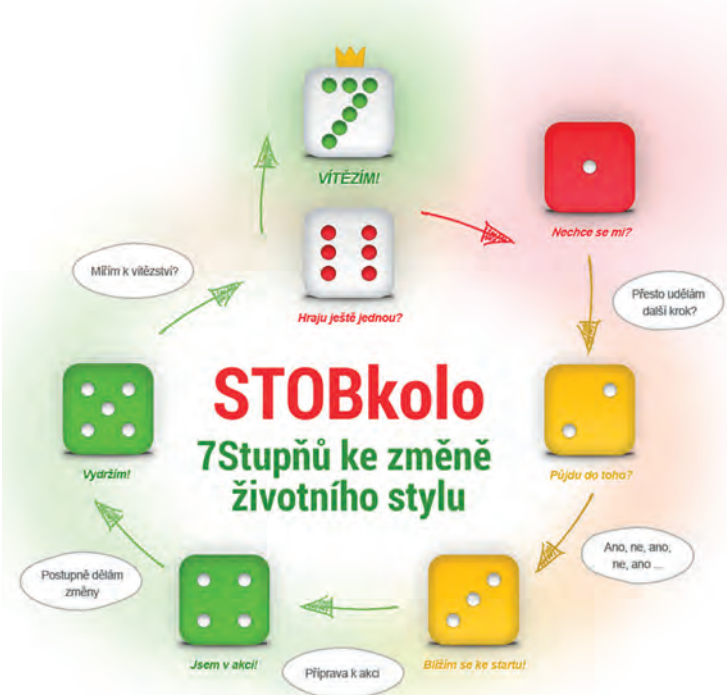 VÍTĚZÍM!
Nechce se mi?
Mířím k vítězství?
Přesto udělám
další krok?
Hraju ještě jednou?
STOBkolo
7Stupňů ke změně
životního stylu
Vydržím!
Půjdu do toho?
Ano, ne, ano,
ne, ano ...
Postupně dělám
změny
Jsem v akci!
Příprava k akci
Blížím se ke startu!